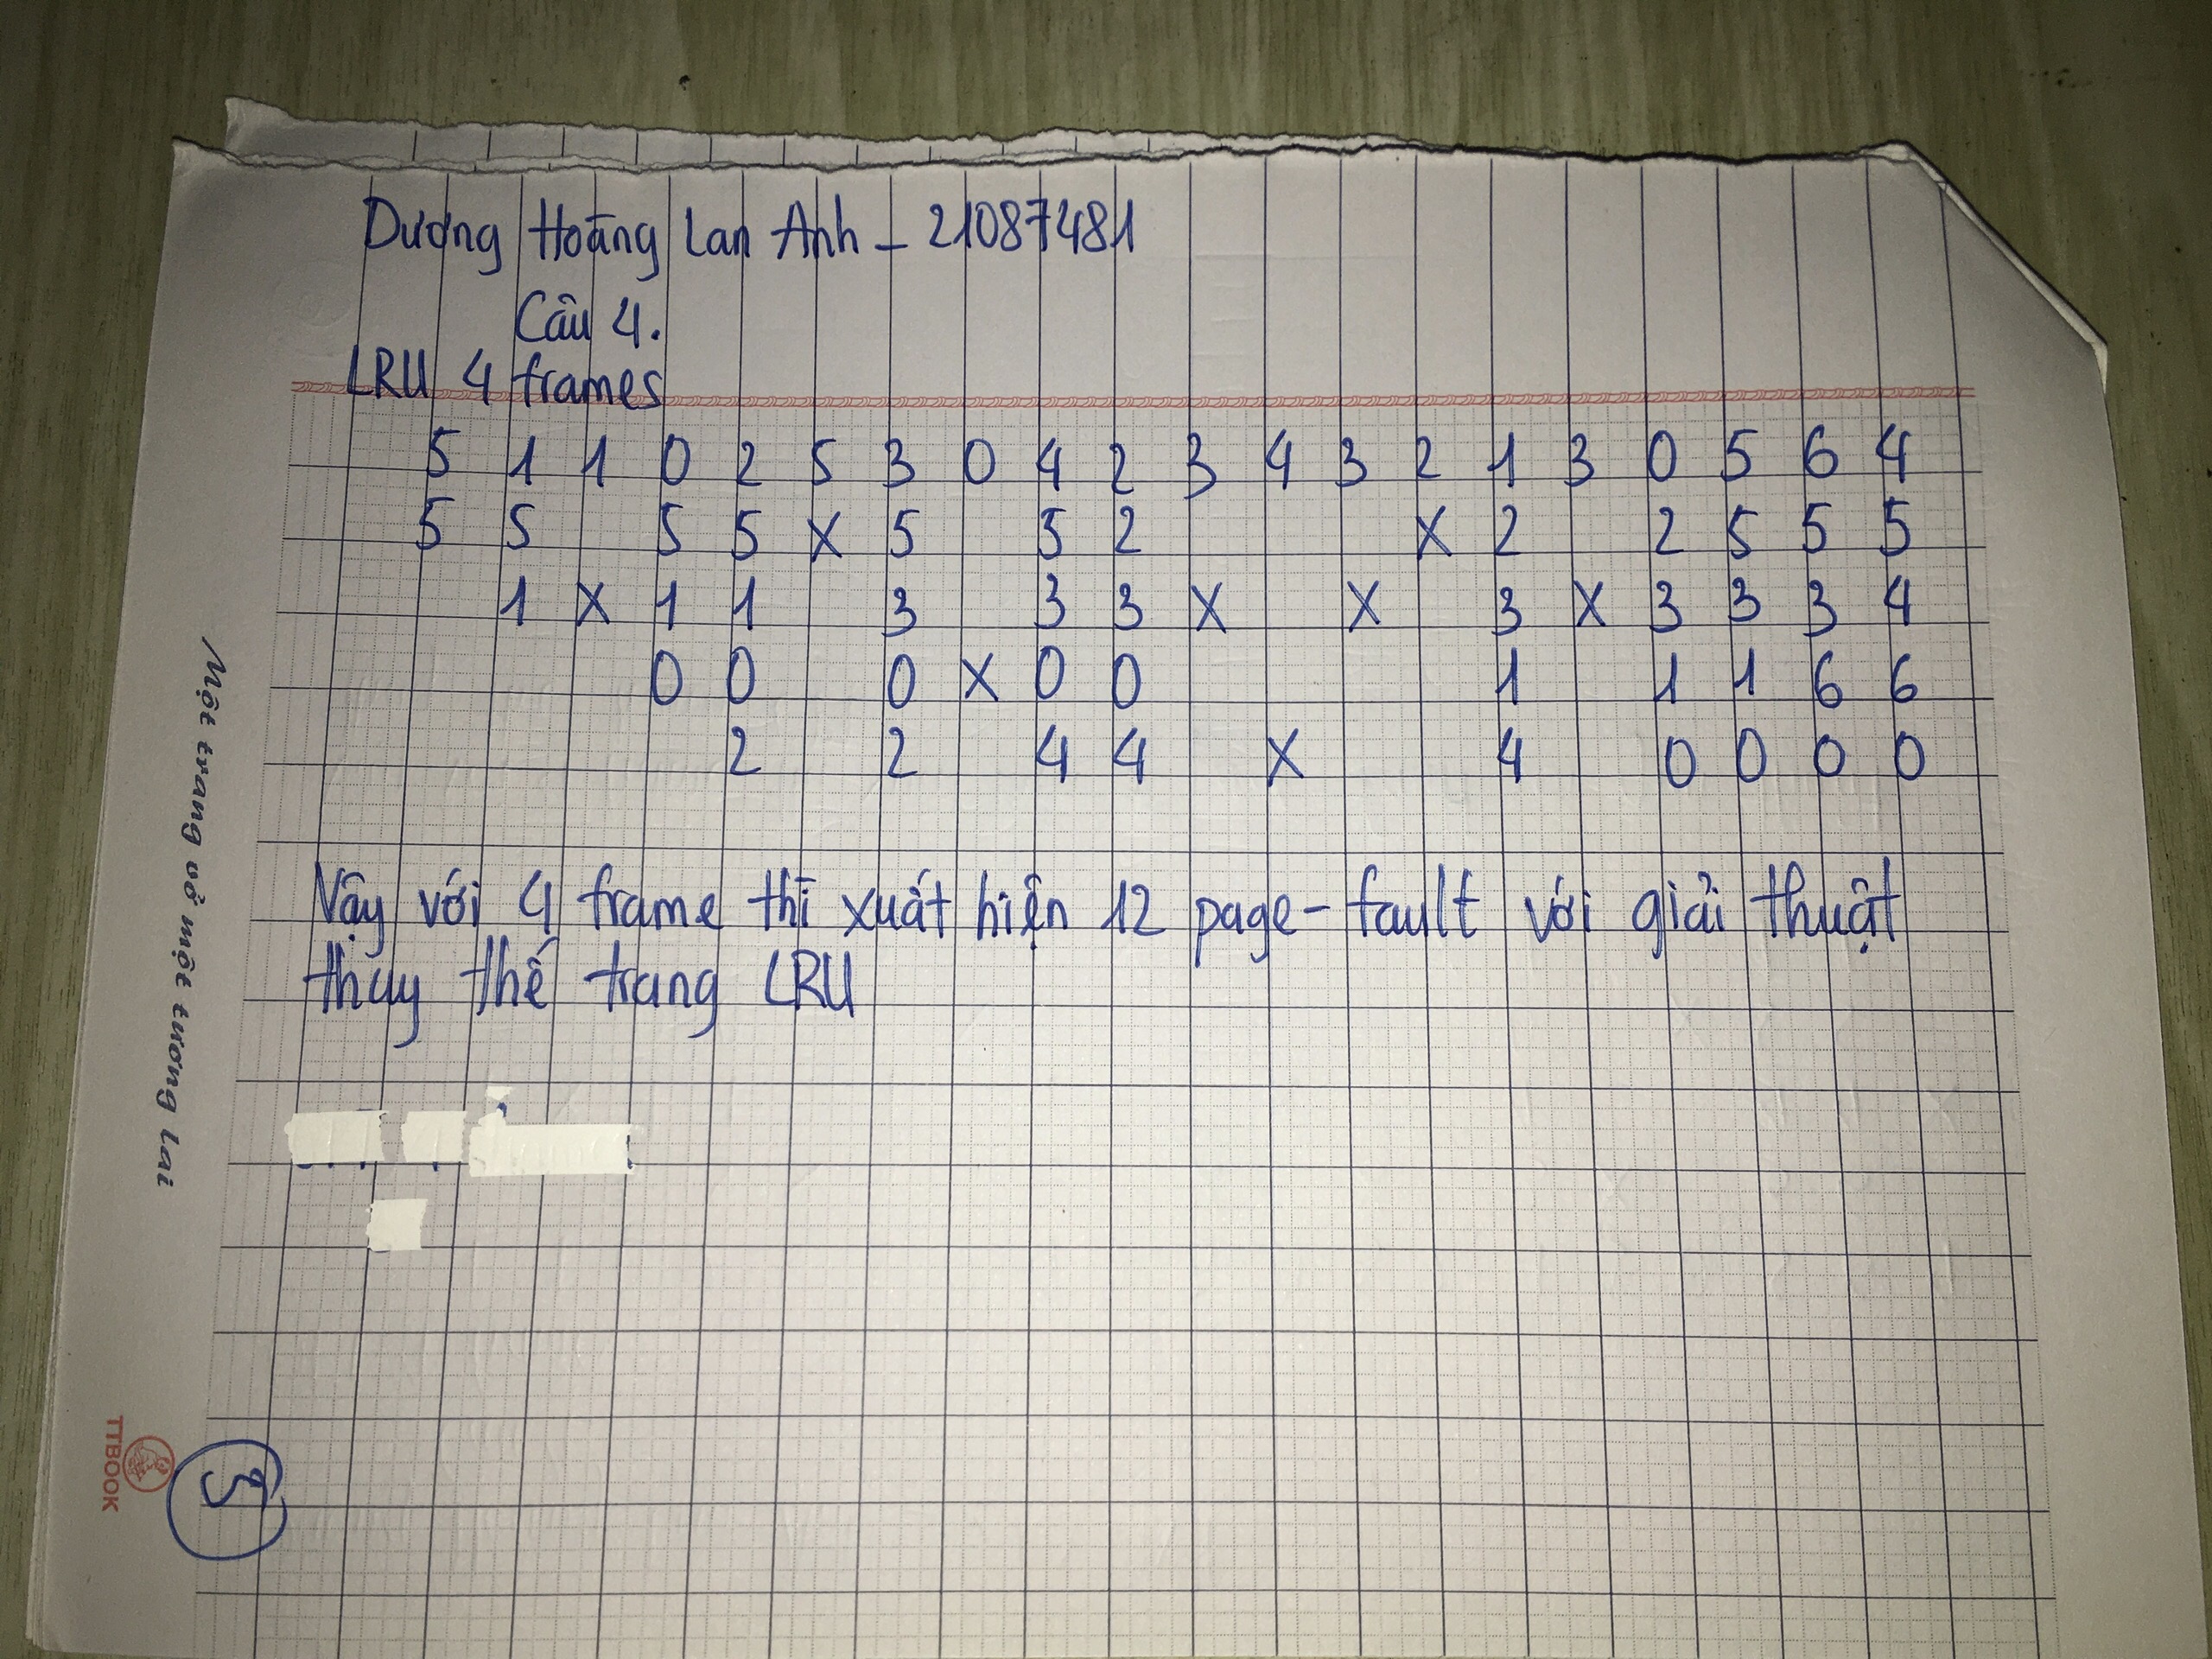 Dương Hoàng Lan Anh - 21087481
Câu 4.
LRU 4 frames
5 1 1 0 2 5 3 0 4 2 3 4 3 2 1 3 0 5 6 4
5 5 5 5 X 5 5 2 X 2 2 5 5 5
1 X 1 1 3 3 3 X X 3 X 3 3 3 4
0 0 0 X 0 0 1 1 1 6 6
2 2 4 4 X 4 0 0 0 0
Vậy với 4 frame thì xuất hiện 12 page-fault với giải thuật
thay thế trang LRU
Một trang vở một tương lai
TTBOOK
5